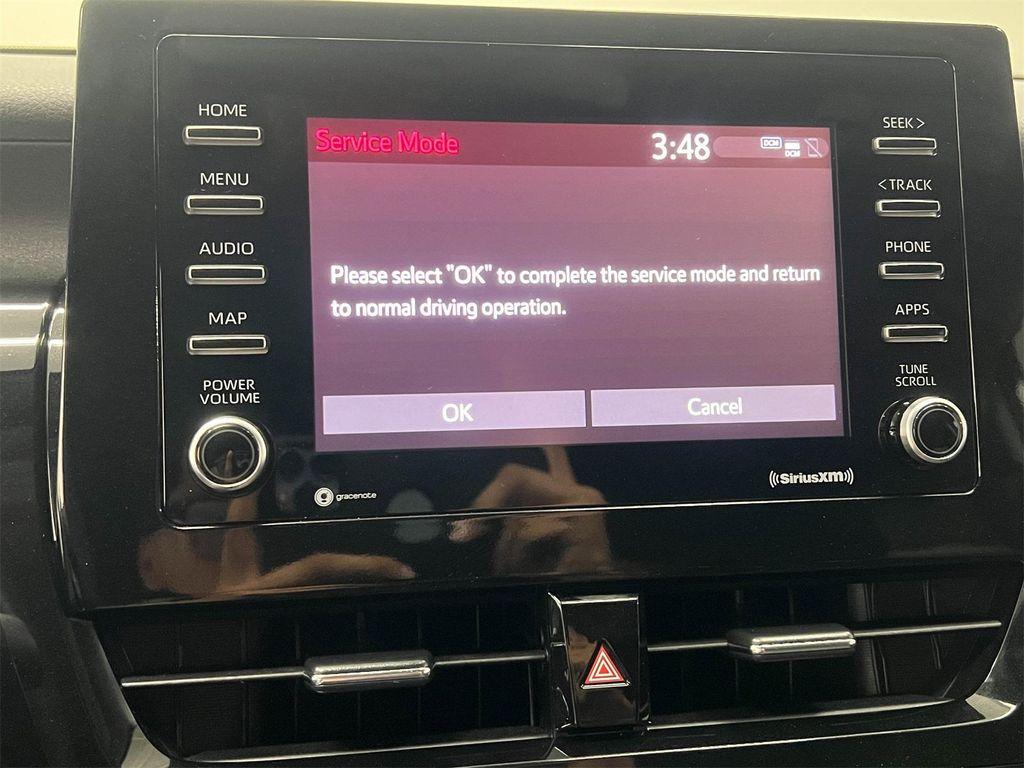 HOME
MENU
AUDIO
MAP
POWER
VOLUME
Service Mode
3:48
DCM
DCM
Please select "OK" to complete the service mode and return
to normal driving operation.
OK
Cancel
SEEK >
< TRACK
PHONE
APPS
TUNE
SCROLL
gracenote
((SiriusXM))